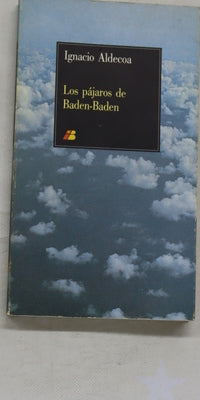 Ignacio Aldecoa
Los pájaros de
Baden-Baden
B